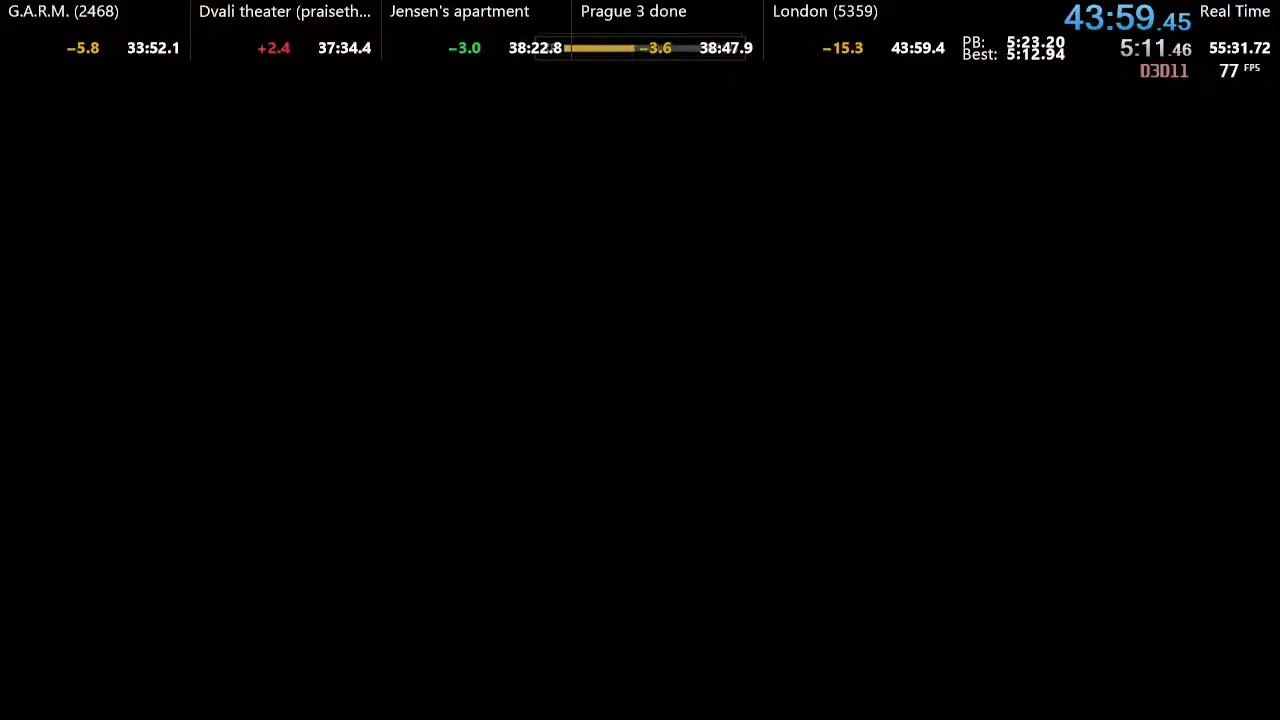 G.A.R.M. (2468)
−5.8 33:52.1
Dvali theater (praiseth...
+2.4 37:34.4
Jensen's apartment
−3.0 38:22.8
Prague 3 done
−3.6 38:47.9
London (5359)
−15.3 43:59.4
PB: 5:23.20
Best: 5:12.94
43:59.45
5:11.46
D3D11
Real Time
55:31.72
77 FPS